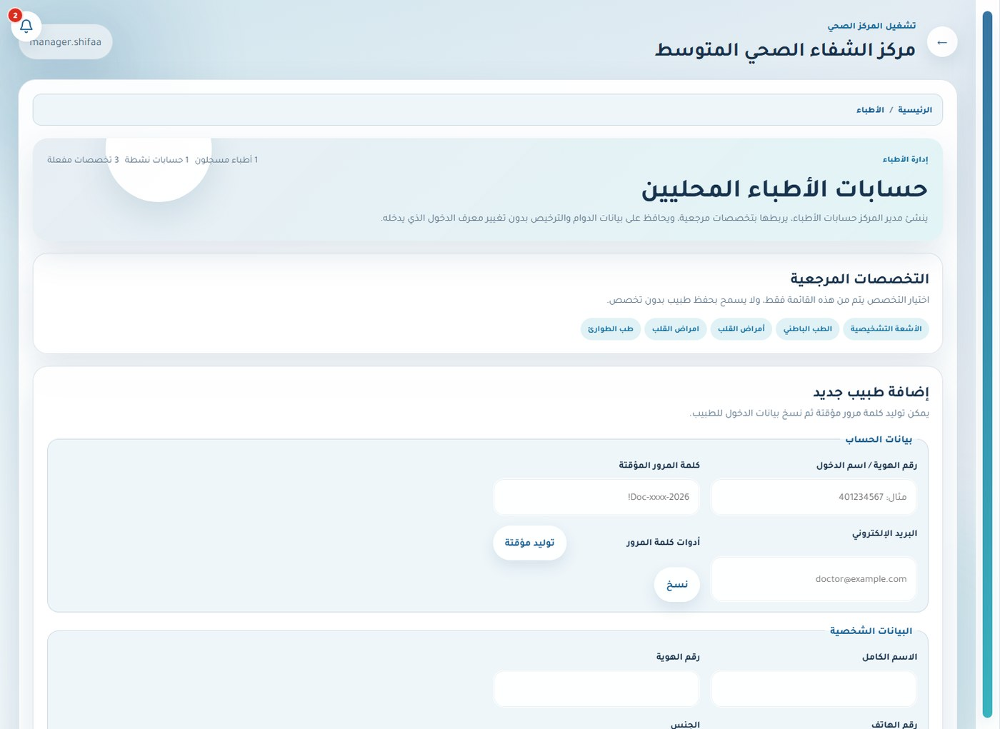 تشغيل المركز الصحي
←
مركز الشفاء الصحي المتوسط
2
manager.shifaa
الرئيسية / الأطباء
إدارة الأطباء
1 أطباء مسجلون 1 حسابات نشطة 3 تخصصات مفعلة
حسابات الأطباء المحليين
ينشئ مدير المركز حسابات الأطباء، يربطها بتخصصات مرجعية، ويحافظ على بيانات الدوام والترخيص بدون تغيير معرف الدخول الذي يدخله.
التخصصات المرجعية
اختيار التخصص يتم من هذه القائمة فقط، ولا يسمح بحفظ طبيب بدون تخصص.
الأشعة التشخيصية
الطب الباطني
أمراض القلب
امراض القلب
طب الطوارئ
إضافة طبيب جديد
يمكن توليد كلمة مرور مؤقتة ثم نسخ بيانات الدخول للطبيب.
بيانات الحساب
رقم الهوية / اسم الدخول
كلمة المرور المؤقتة
مثال: 401234567
Doc-xxxx-2026!
البريد الإلكتروني
أدوات كلمة المرور
توليد مؤقتة
doctor@example.com
نسخ
البيانات الشخصية
الاسم الكامل
رقم الهوية
رقم الهاتف
الجنس